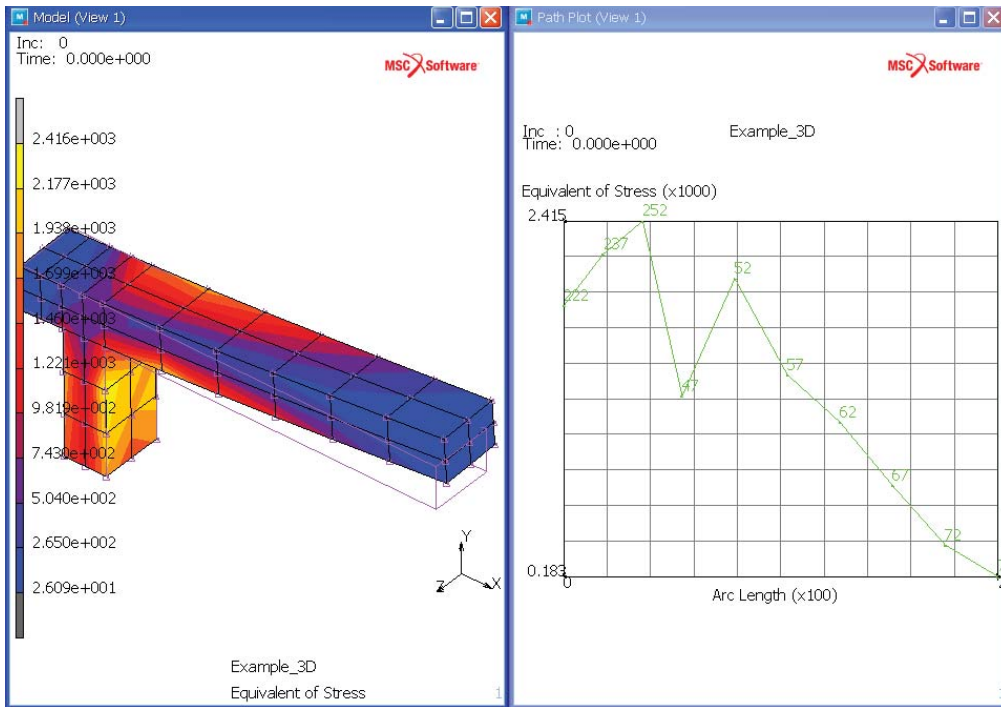 Model (View 1)
Inc: 0
Time: 0.000e+000
MSC Software
2.416e+003
2.177e+003
1.938e+003
1.699e+003
1.460e+003
1.221e+003
9.819e+002
7.430e+002
5.040e+002
2.650e+002
2.609e+001
Y
Z
X
Example_3D
Equivalent of Stress
1
Path Plot (View 1)
MSC Software
Inc : 0
Time: 0.000e+000
Example_3D
Equivalent of Stress (x1000)
2.415
252
237
222
52
47
57
62
67
72
0.183
0
Arc Length (x100)